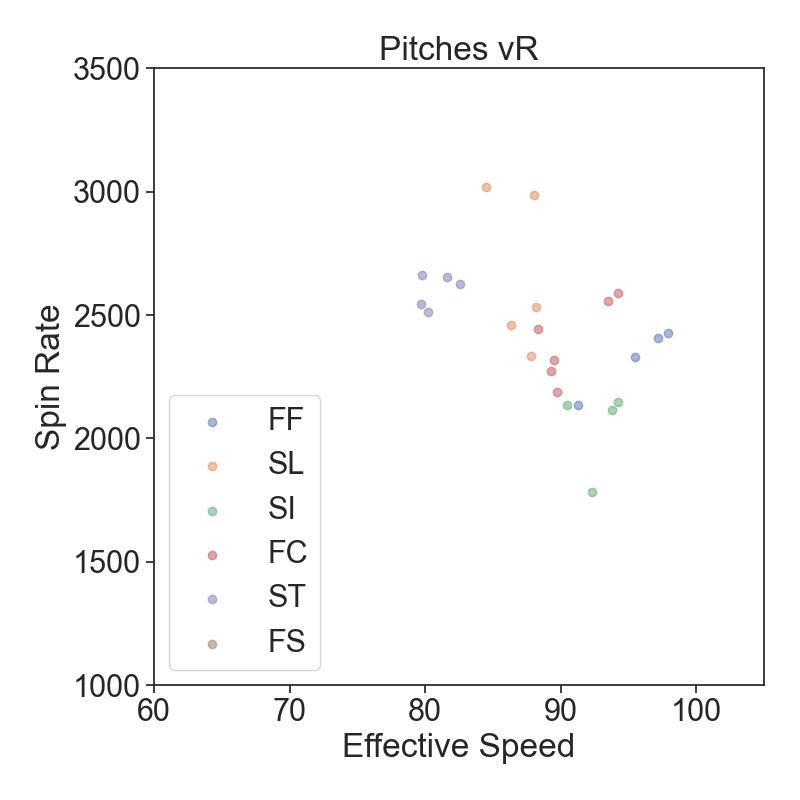 Pitches vR
3500
3000
2500
2000
1500
1000
Spin Rate
FF
SL
SI
FC
ST
FS
60 70 80 90 100
Effective Speed